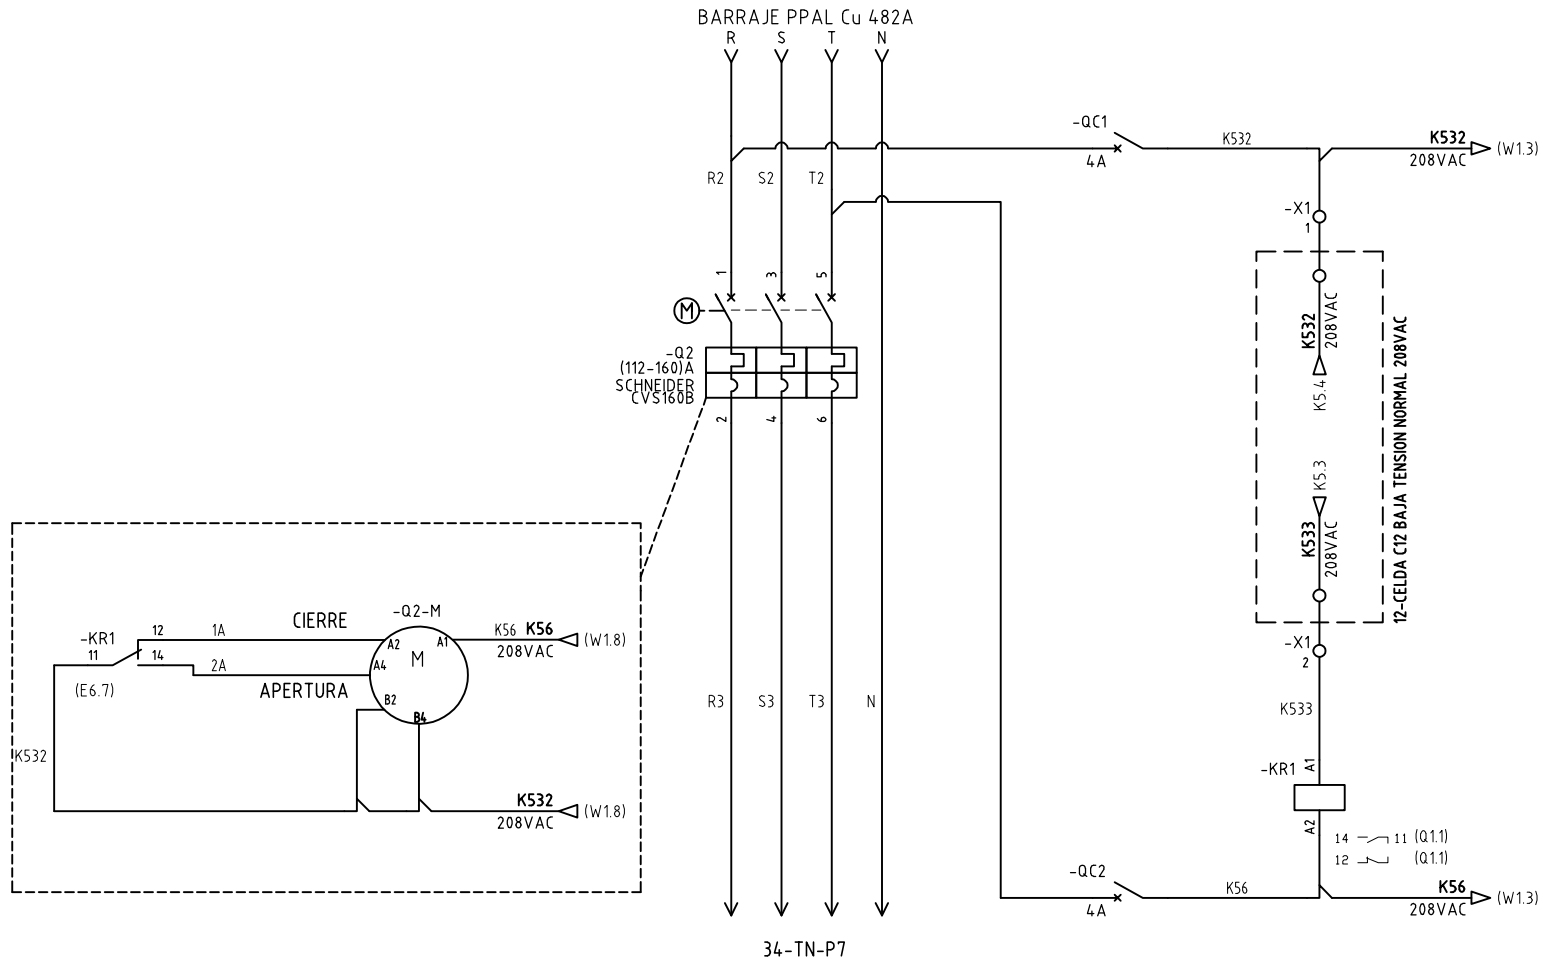 BARRAJE PPAL Cu 482A
R S T N
-QC1
4A
K532
K532
208VAC
(W1.3)
R2 S2 T2
-X1
1
1 3 5
M
-Q2
(112-160)A
SCHNEIDER
CVS160B
2 4 6
K532
208VAC
K5.4
K5.3
K533
208VAC
12-CELDA C12 BAJA TENSION NORMAL 208VAC
-X1
2
K533
-KR1
A1
A2
14 11 (Q1.1)
12 (Q1.1)
R3 S3 T3 N
-QC2
4A
K56
K56
208VAC
(W1.3)
34-TN-P7
-Q2-M
CIERRE
-KR1
11
12
14
1A
2A
(E6.7)
APERTURA
A2
A1
A4
M
B2
B4
K56 K56
208VAC
(W1.8)
K532
K532
208VAC
(W1.8)